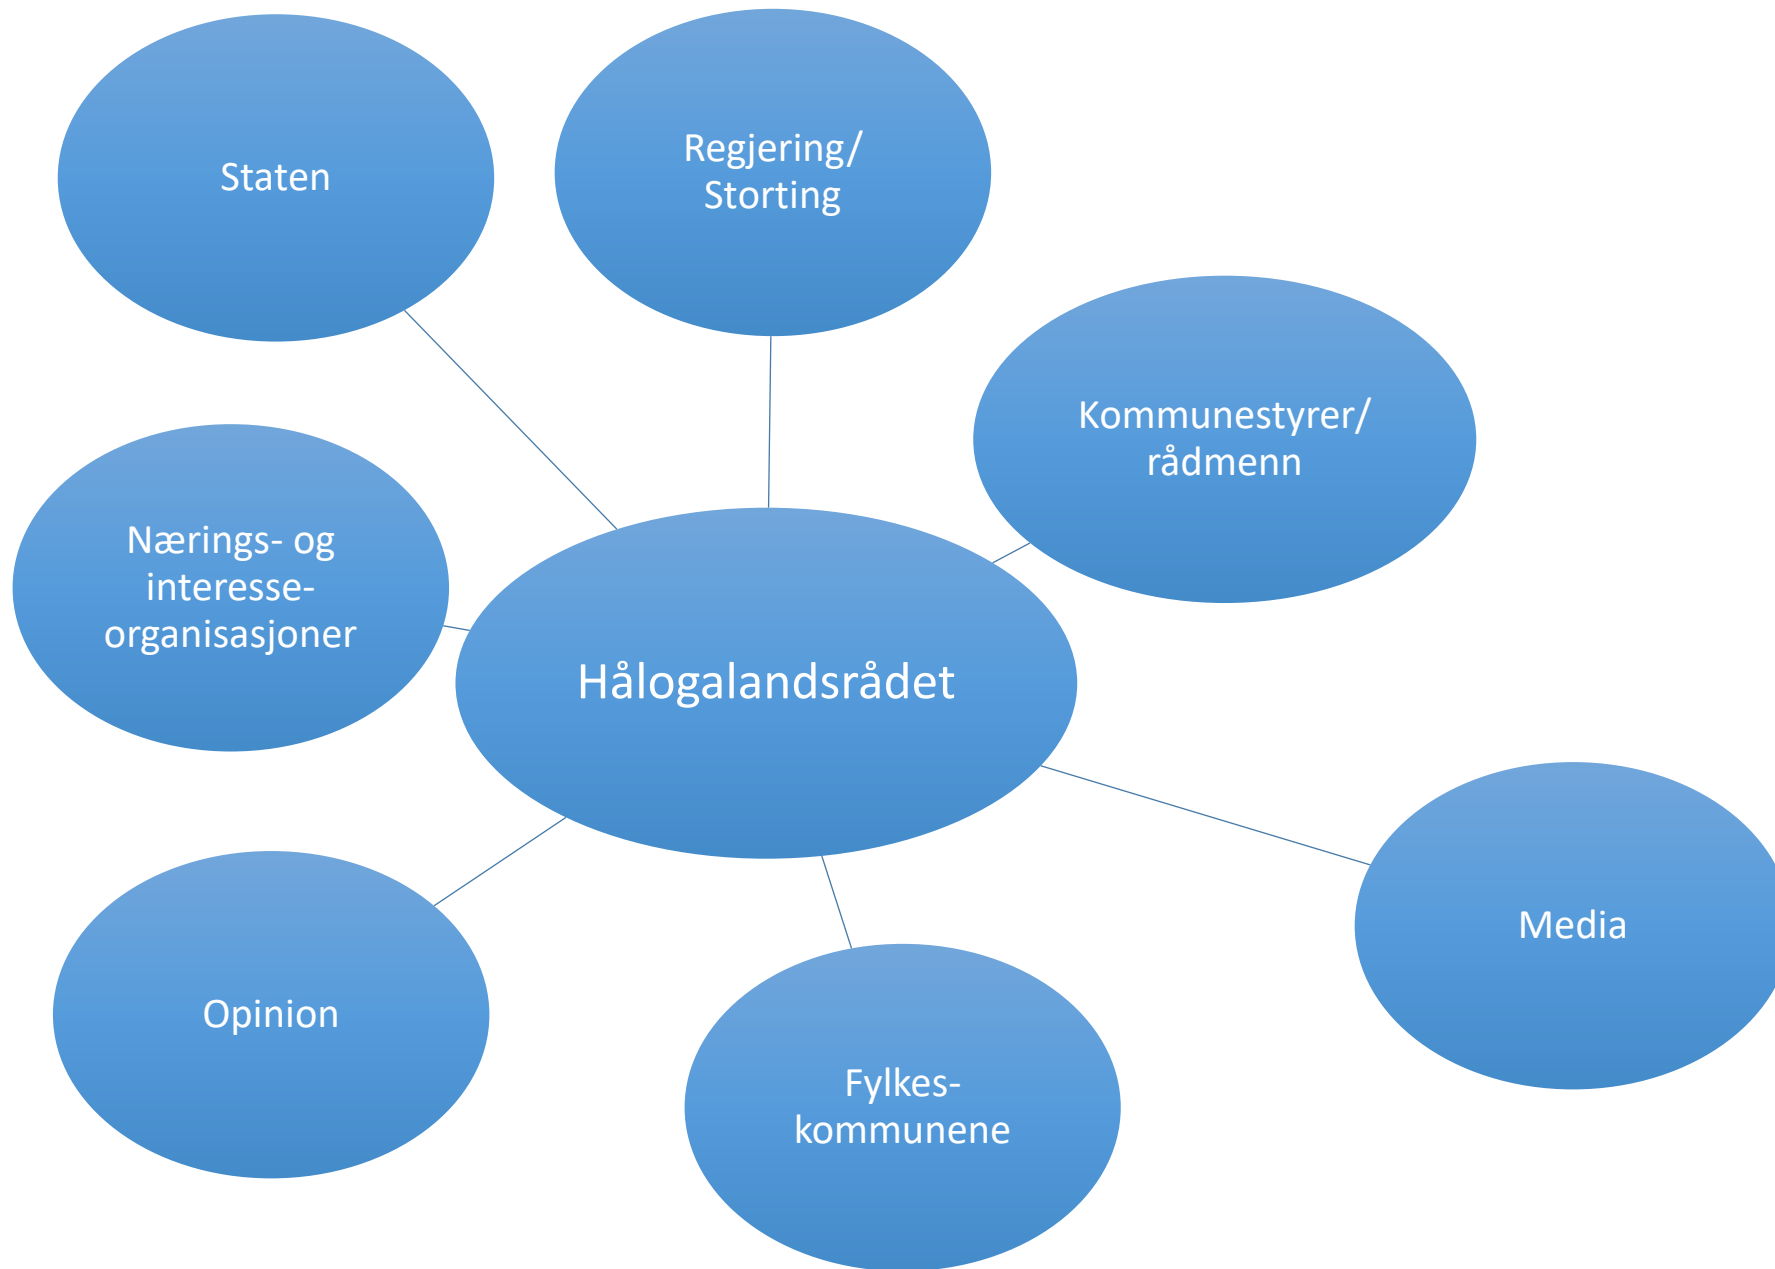 Staten
Regjering/
Storting
Kommunestyrer/
rådmenn
Nærings- og
interesse-
organisasjoner
Hålogalandsrådet
Media
Opinion
Fylkes-
kommunene